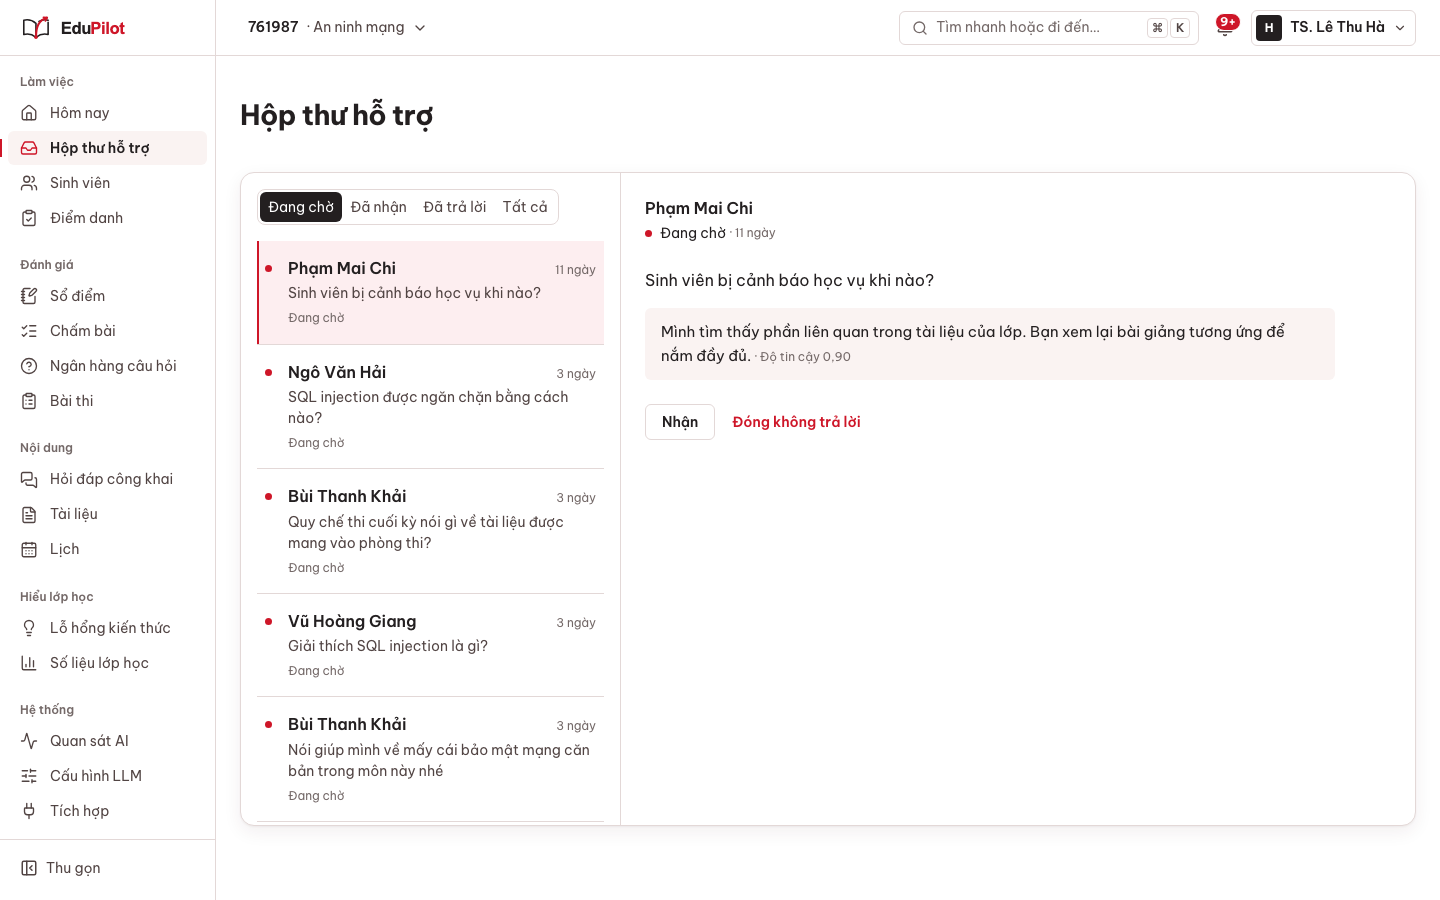 EduPilot
761987 · An ninh mạng
Tìm nhanh hoặc đi đến...
⌘ K
9+
H
TS. Lê Thu Hà
Làm việc
Hôm nay
Hộp thư hỗ trợ
Sinh viên
Điểm danh
Đánh giá
Sổ điểm
Chấm bài
Ngân hàng câu hỏi
Bài thi
Nội dung
Hỏi đáp công khai
Tài liệu
Lịch
Hiểu lớp học
Lỗ hổng kiến thức
Số liệu lớp học
Hệ thống
Quan sát AI
Cấu hình LLM
Tích hợp
Thu gọn
Hộp thư hỗ trợ
Đang chờ Đã nhận Đã trả lời Tất cả
Phạm Mai Chi 11 ngày
Sinh viên bị cảnh báo học vụ khi nào?
Đang chờ
Ngô Văn Hải 3 ngày
SQL injection được ngăn chặn bằng cách
nào?
Đang chờ
Bùi Thanh Khải 3 ngày
Quy chế thi cuối kỳ nói gì về tài liệu được
mang vào phòng thi?
Đang chờ
Vũ Hoàng Giang 3 ngày
Giải thích SQL injection là gì?
Đang chờ
Bùi Thanh Khải 3 ngày
Nói giúp mình về mấy cái bảo mật mạng căn
bản trong môn này nhé
Đang chờ
Phạm Mai Chi
Đang chờ · 11 ngày
Sinh viên bị cảnh báo học vụ khi nào?
Mình tìm thấy phần liên quan trong tài liệu của lớp. Bạn xem lại bài giảng tương ứng để
nắm đầy đủ. · Độ tin cậy 0,90
Nhận Đóng không trả lời